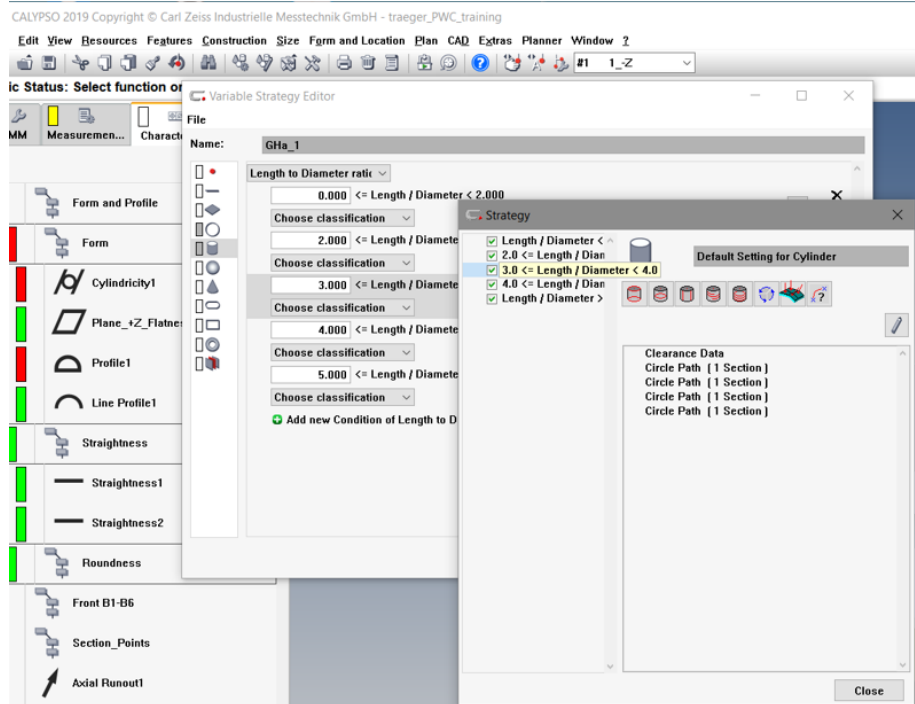 CALYPSO 2019 Copyright © Carl Zeiss Industrielle Messtechnik GmbH - traeger_PWC_training
Edit View Resources Features Construction Size Form and Location Plan CAD Extras Planner Window ?
#1 1_-Z
ic Status: Select function or
MM
Measuremen...
Charact
Form and Profile
Form
Cylindricity1
Plane_+Z_Flatnes
Profile1
Line Profile1
Straightness
Straightness1
Straightness2
Roundness
Front B1-B6
Section_Points
Axial Runout1
Variable Strategy Editor
File
Name: GHa_1
Length to Diameter ratic
0.000 <= Length / Diameter < 2.000
Choose classification
2.000 <= Length / Diamete
Choose classification
3.000 <= Length / Diamete
Choose classification
4.000 <= Length / Diamete
Choose classification
5.000 <= Length / Diamete
Choose classification
Add new Condition of Length to D
Strategy
Length / Diameter <
2.0 <= Length / Dian
3.0 <= Length / Diameter < 4.0
4.0 <= Length / Dian
Length / Diameter >
Default Setting for Cylinder
Clearance Data
Circle Path ( 1 Section )
Circle Path ( 1 Section )
Circle Path ( 1 Section )
Circle Path ( 1 Section )
Close